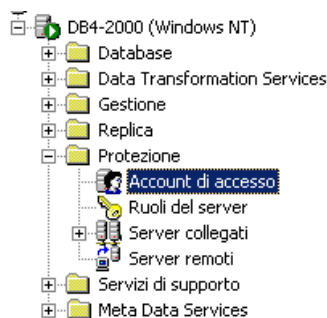 DB4-2000 (Windows NT)
Database
Data Transformation Services
Gestione
Replica
Protezione
Account di accesso
Ruoli del server
Server collegati
Server remoti
Servizi di supporto
Meta Data Services